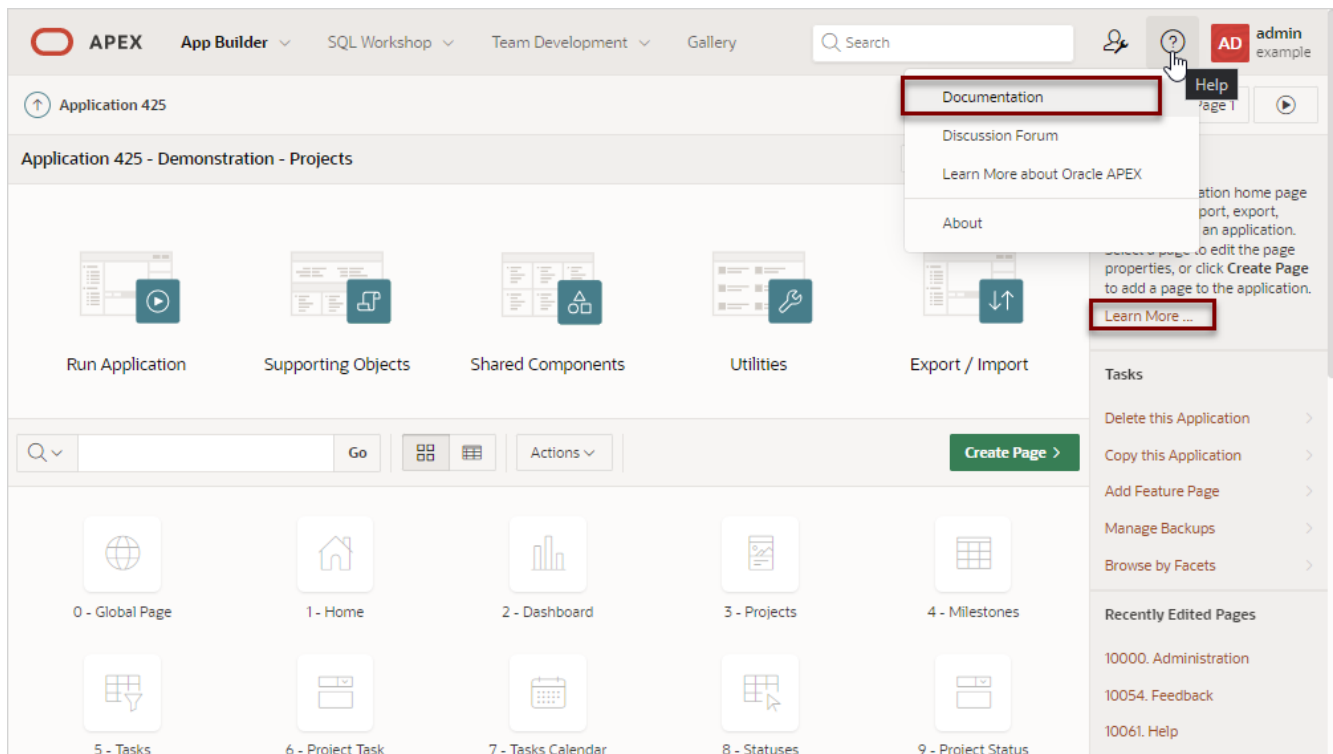 APEX App Builder SQL Workshop Team Development Gallery Search AD admin
example
Help
Application 425
Documentation
Page 1
Discussion Forum
Application 425 - Demonstration - Projects
Learn More about Oracle APEX
About
home page
export,
an application.
to edit the page
properties, or click Create Page
to add a page to the application.
Learn More ...
Run Application
Supporting Objects
Shared Components
Utilities
Export / Import
Tasks
Delete this Application
Go
Actions
Create Page >
Copy this Application
Add Feature Page
Manage Backups
Browse by Facets
0 - Global Page
1 - Home
2 - Dashboard
3 - Projects
4 - Milestones
Recently Edited Pages
10000. Administration
10054. Feedback
10061. Help
5 - Tasks
6 - Project Task
7 - Tasks Calendar
8 - Statuses
9 - Project Status